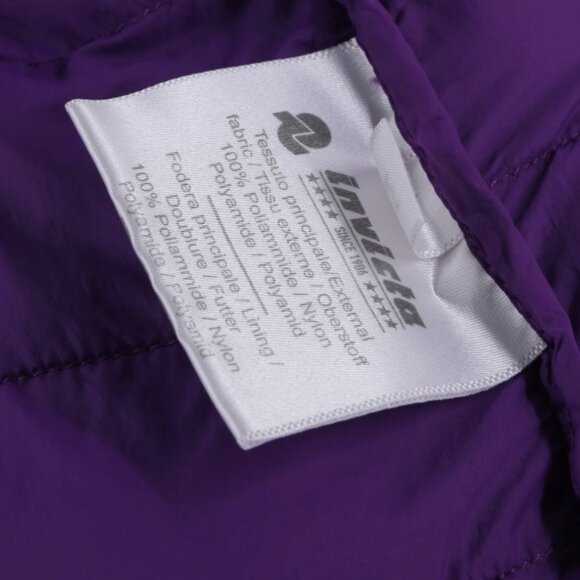 invicta
★★★★ SINCE 1906 ★★★★
Tessuto principale/External
fabric / Tissu externe / Oberstoff
100% Poliammide / Nylon
Polyamide / Polyamid
Fodera principale / Lining /
Doublure / Futter
100% Poliammide / Nylon
Polyamide / Polyamid